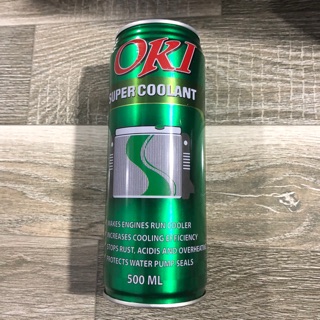 OKI
SUPER COOLANT
MAKES ENGINES RUN COOLER
INCREASES COOLING EFFICIENCY
STOPS RUST, ACIDIS AND OVERHEATING
PROTECTS WATER PUMP SEALS
500 ML